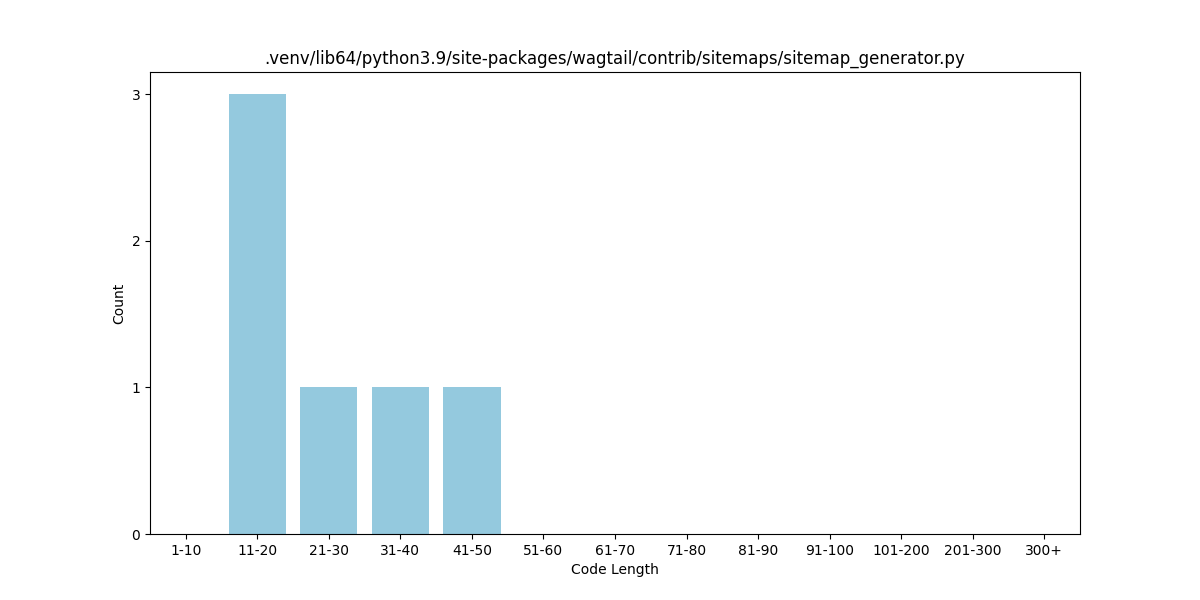 .venv/lib64/python3.9/site-packages/wagtail/contrib/sitemaps/sitemap_generator.py
3
2
1
0
Count
1-10 11-20 21-30 31-40 41-50 51-60 61-70 71-80 81-90 91-100 101-200 201-300 300+
Code Length